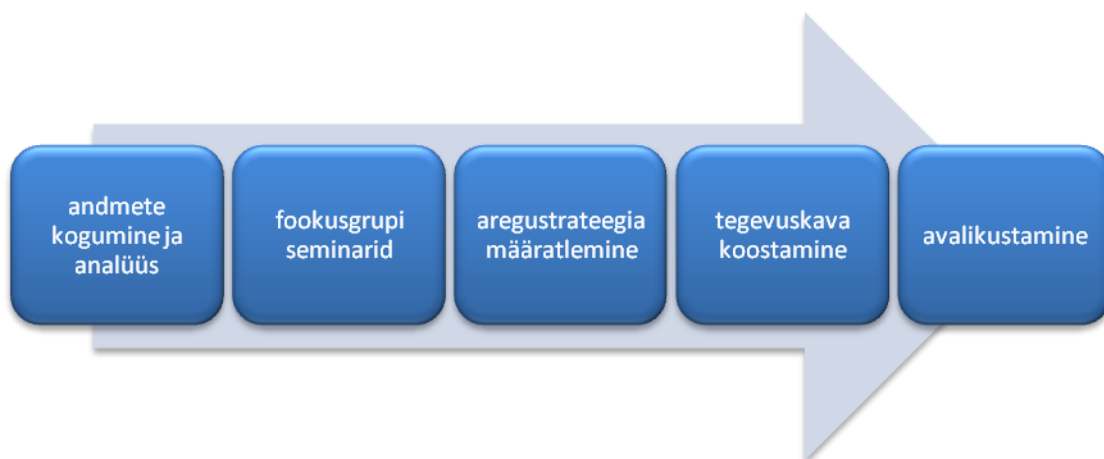 andmete
kogumine ja
analüüs
fookusgrupi
seminarid
aregustrateegia
määratlemine
tegevuskava
koostamine
avalikustamine